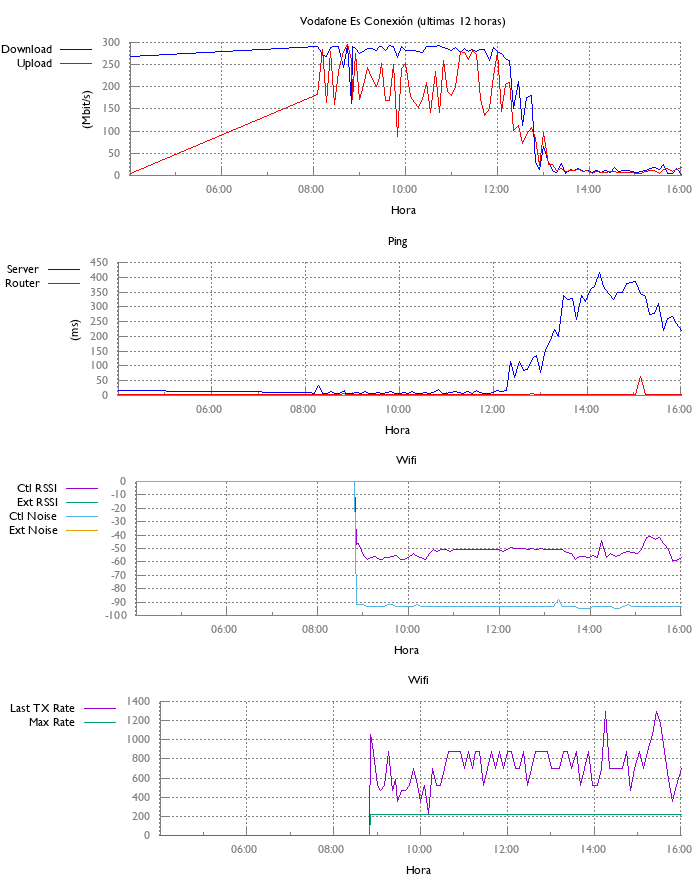 Vodafone Es Conexión (ultimas 12 horas)
Download
Upload
300
250
200
150
100
50
0
(Mbit/s)
06:00 08:00 10:00 12:00 14:00 16:00
Hora
Ping
Server
Router
450
400
350
300
250
200
150
100
50
0
(ms)
06:00 08:00 10:00 12:00 14:00 16:00
Hora
Wifi
Ctl RSSI
Ext RSSI
Ctl Noise
Ext Noise
0
-10
-20
-30
-40
-50
-60
-70
-80
-90
-100
06:00 08:00 10:00 12:00 14:00 16:00
Hora
Wifi
Last TX Rate
Max Rate
1400
1200
1000
800
600
400
200
0
06:00 08:00 10:00 12:00 14:00 16:00
Hora